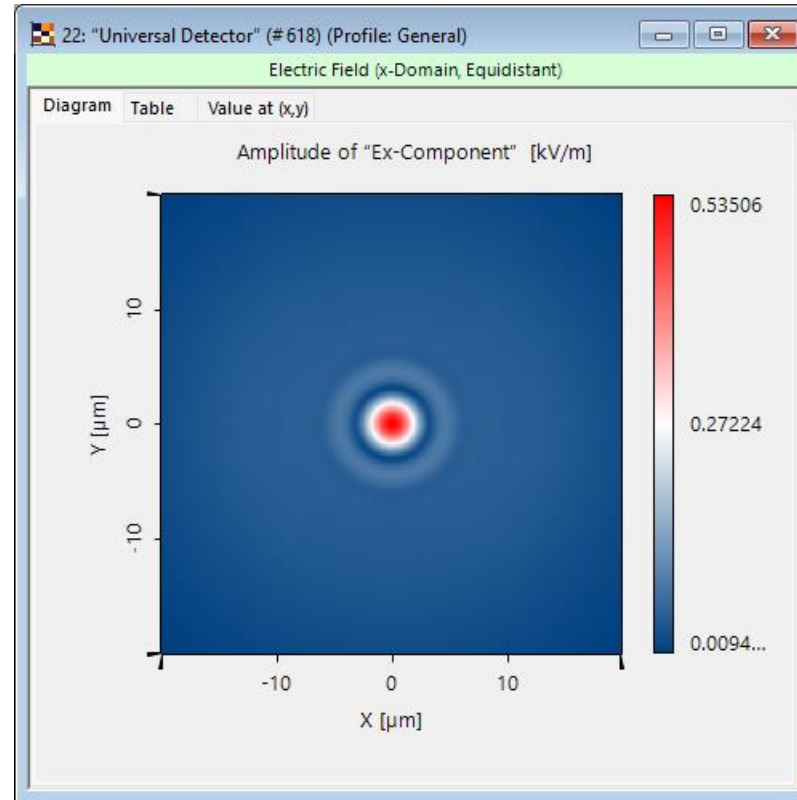 22: "Universal Detector" (#618) (Profile: General)
Electric Field (x-Domain, Equidistant)
Diagram Table Value at (x,y)
Amplitude of "Ex-Component" [kV/m]
0.53506
0.27224
0.0094...
10
0
-10
Y [µm]
-10 0 10
X [µm]